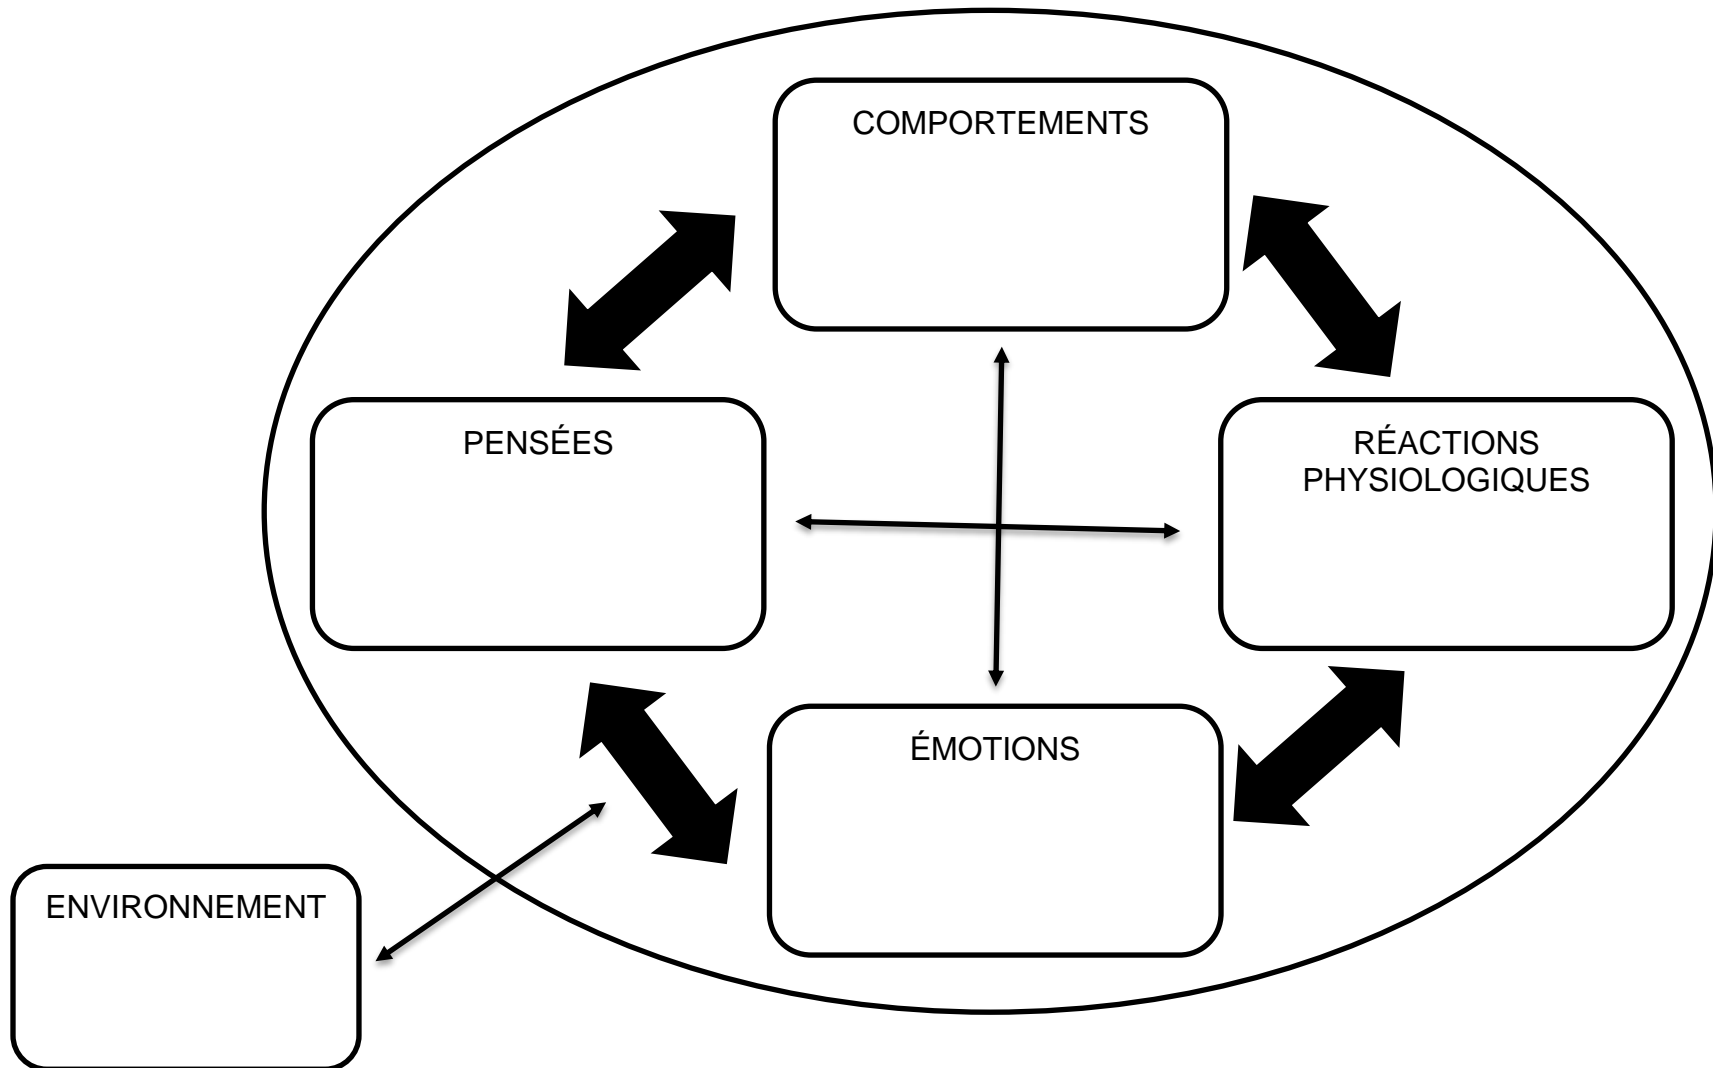 COMPORTEMENTS
PENSÉES
RÉACTIONS
PHYSIOLOGIQUES
ÉMOTIONS
ENVIRONNEMENT